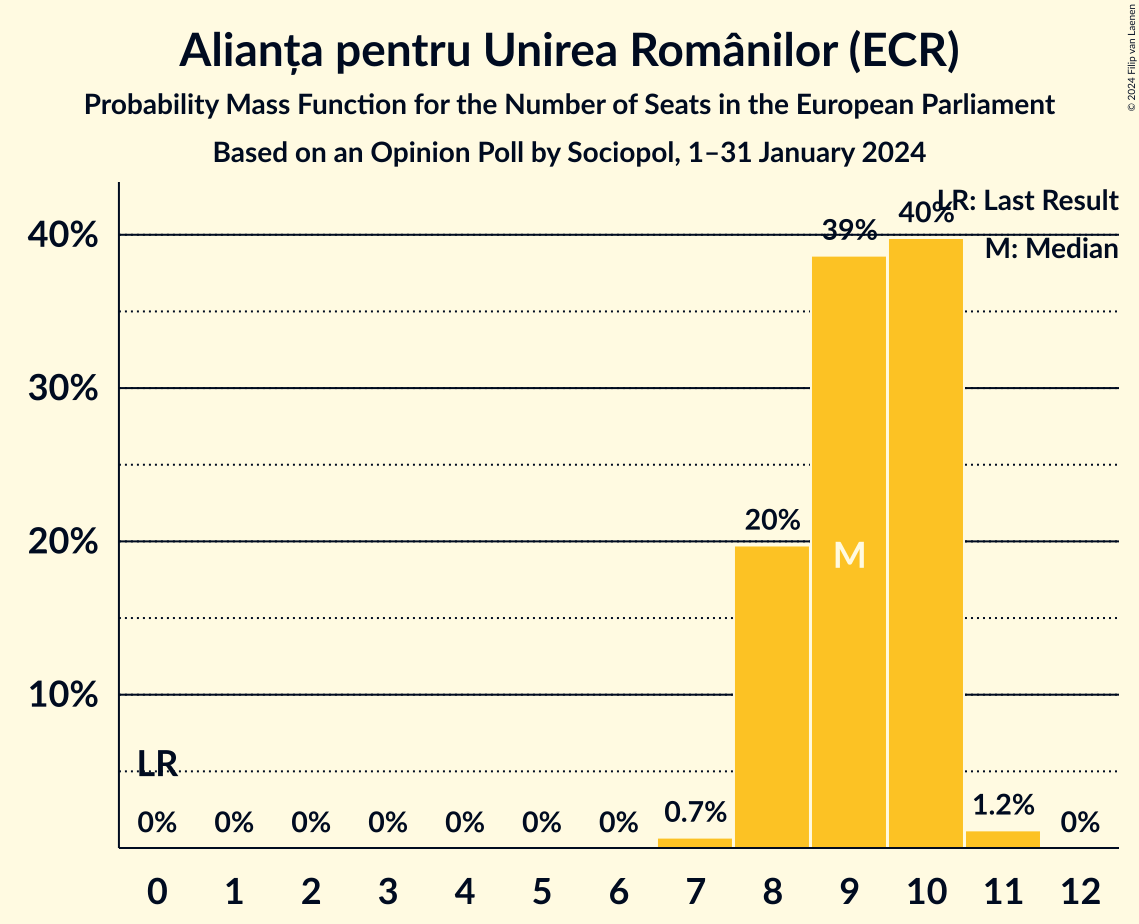 Alianța pentru Unirea Românilor (ECR)
Probability Mass Function for the Number of Seats in the European Parliament
Based on an Opinion Poll by Sociopol, 1–31 January 2024
© 2024 Filip van Laenen
LR: Last Result
M: Median
40%
30%
20%
10%
LR
0%
0%
0%
0%
0%
0%
0%
0.7%
20%
39%
M
40%
1.2%
0%
0 1 2 3 4 5 6 7 8 9 10 11 12